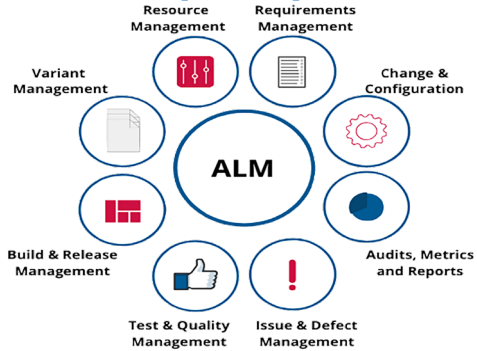 Resource
Management
Requirements
Management
Variant
Management
Change &
Configuration
ALM
Build & Release
Management
Audits, Metrics
and Reports
Test & Quality
Management
Issue & Defect
Management